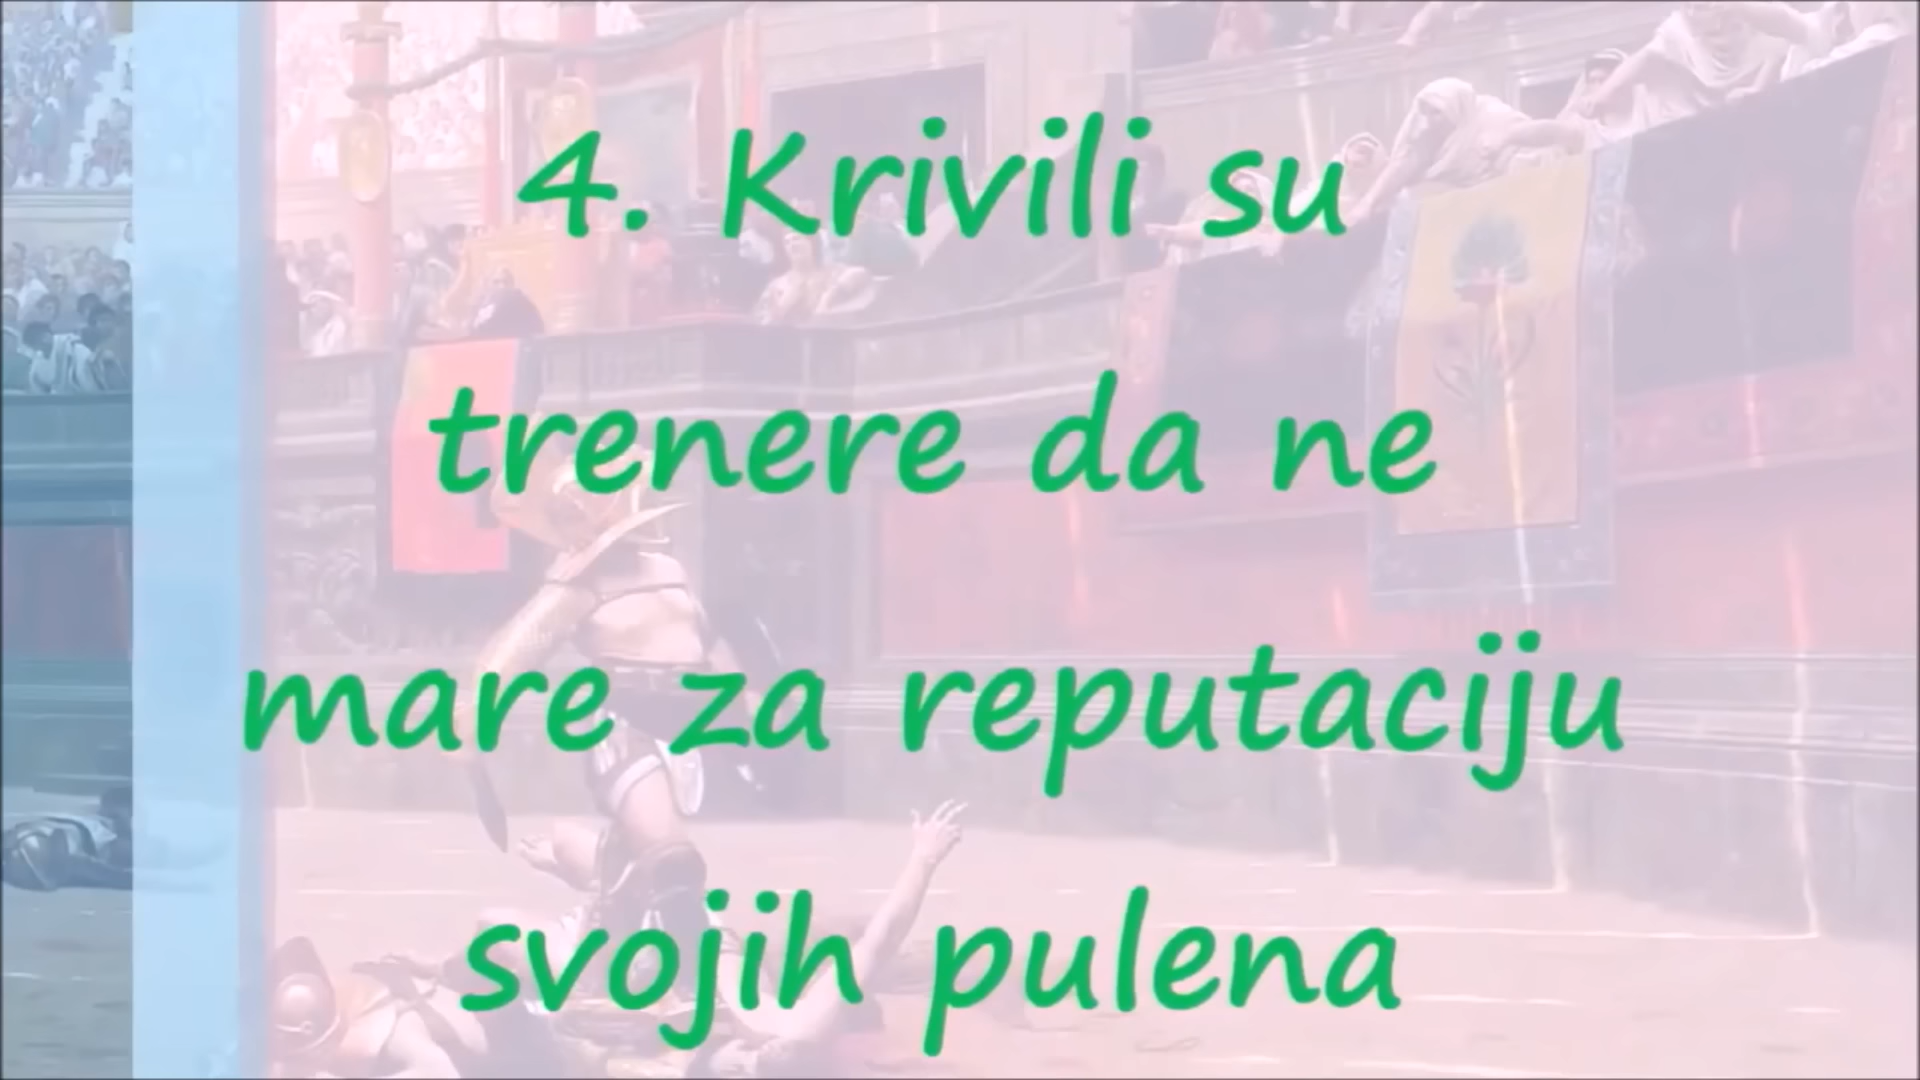 4. Krivili su
trenere da ne
mare za reputaciju
svojih pulena